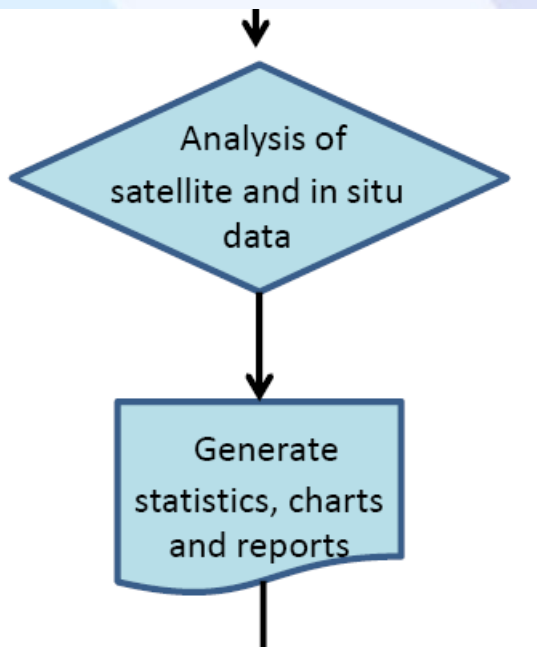 Analysis of
satellite and in situ
data
Generate
statistics, charts
and reports